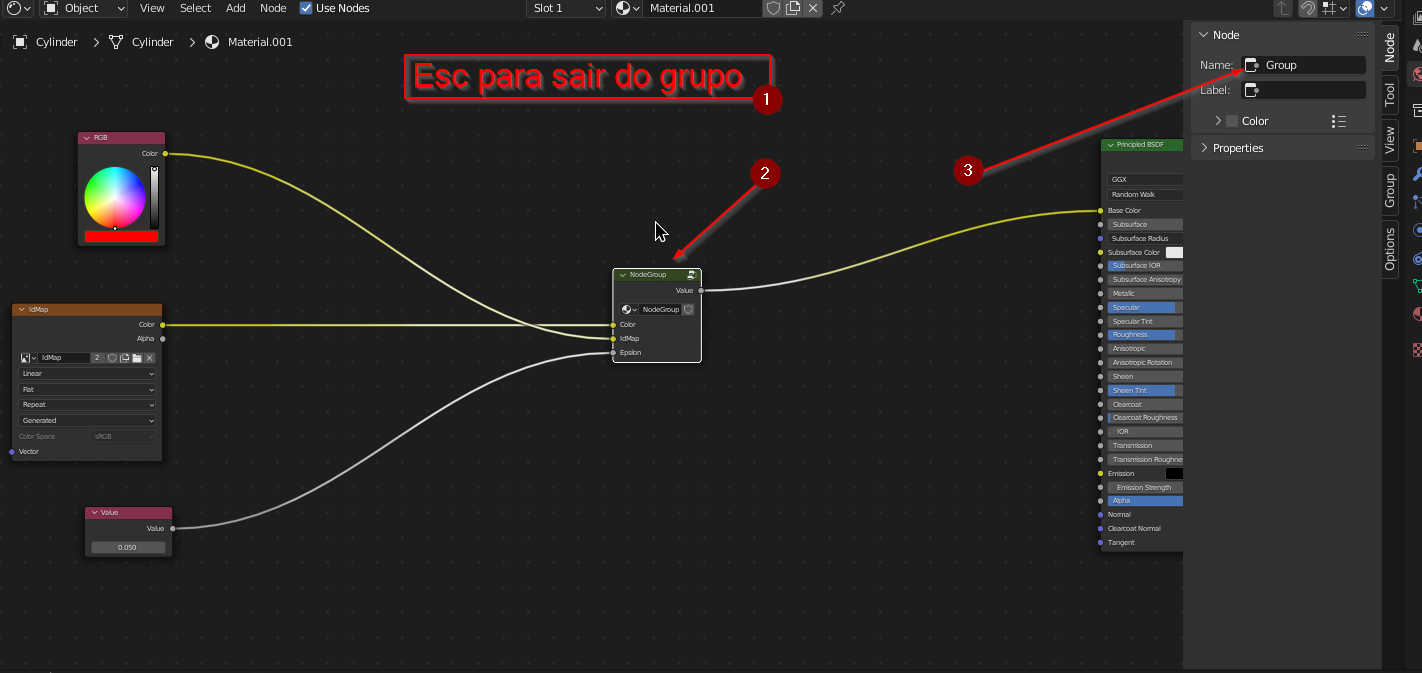 Object View Select Add Node Use Nodes Slot 1 Material.001
Cylinder > Cylinder > Material.001
Esc para sair do grupo
1
2
3
Node
Name: Group
Label:
Color
Properties
Node
Tool
View
Group
Options
RGB
Color
IdMap
Color
Alpha
IdMap 2
Linear
Flat
Repeat
Generated
Color Space sRGB
Vector
Value
Value
0.050
NodeGroup
Value
NodeGroup
Color
IdMap
Epsilon
Principled BSDF
GGX
Random Walk
Base Color
Subsurface
Subsurface Radius
Subsurface Color
Subsurface IOR
Subsurface Anisotropy
Metallic
Specular
Specular Tint
Roughness
Anisotropic
Anisotropic Rotation
Sheen
Sheen Tint
Clearcoat
Clearcoat Roughness
IOR
Transmission
Transmission Roughnes
Emission
Emission Strength
Alpha
Normal
Clearcoat Normal
Tangent